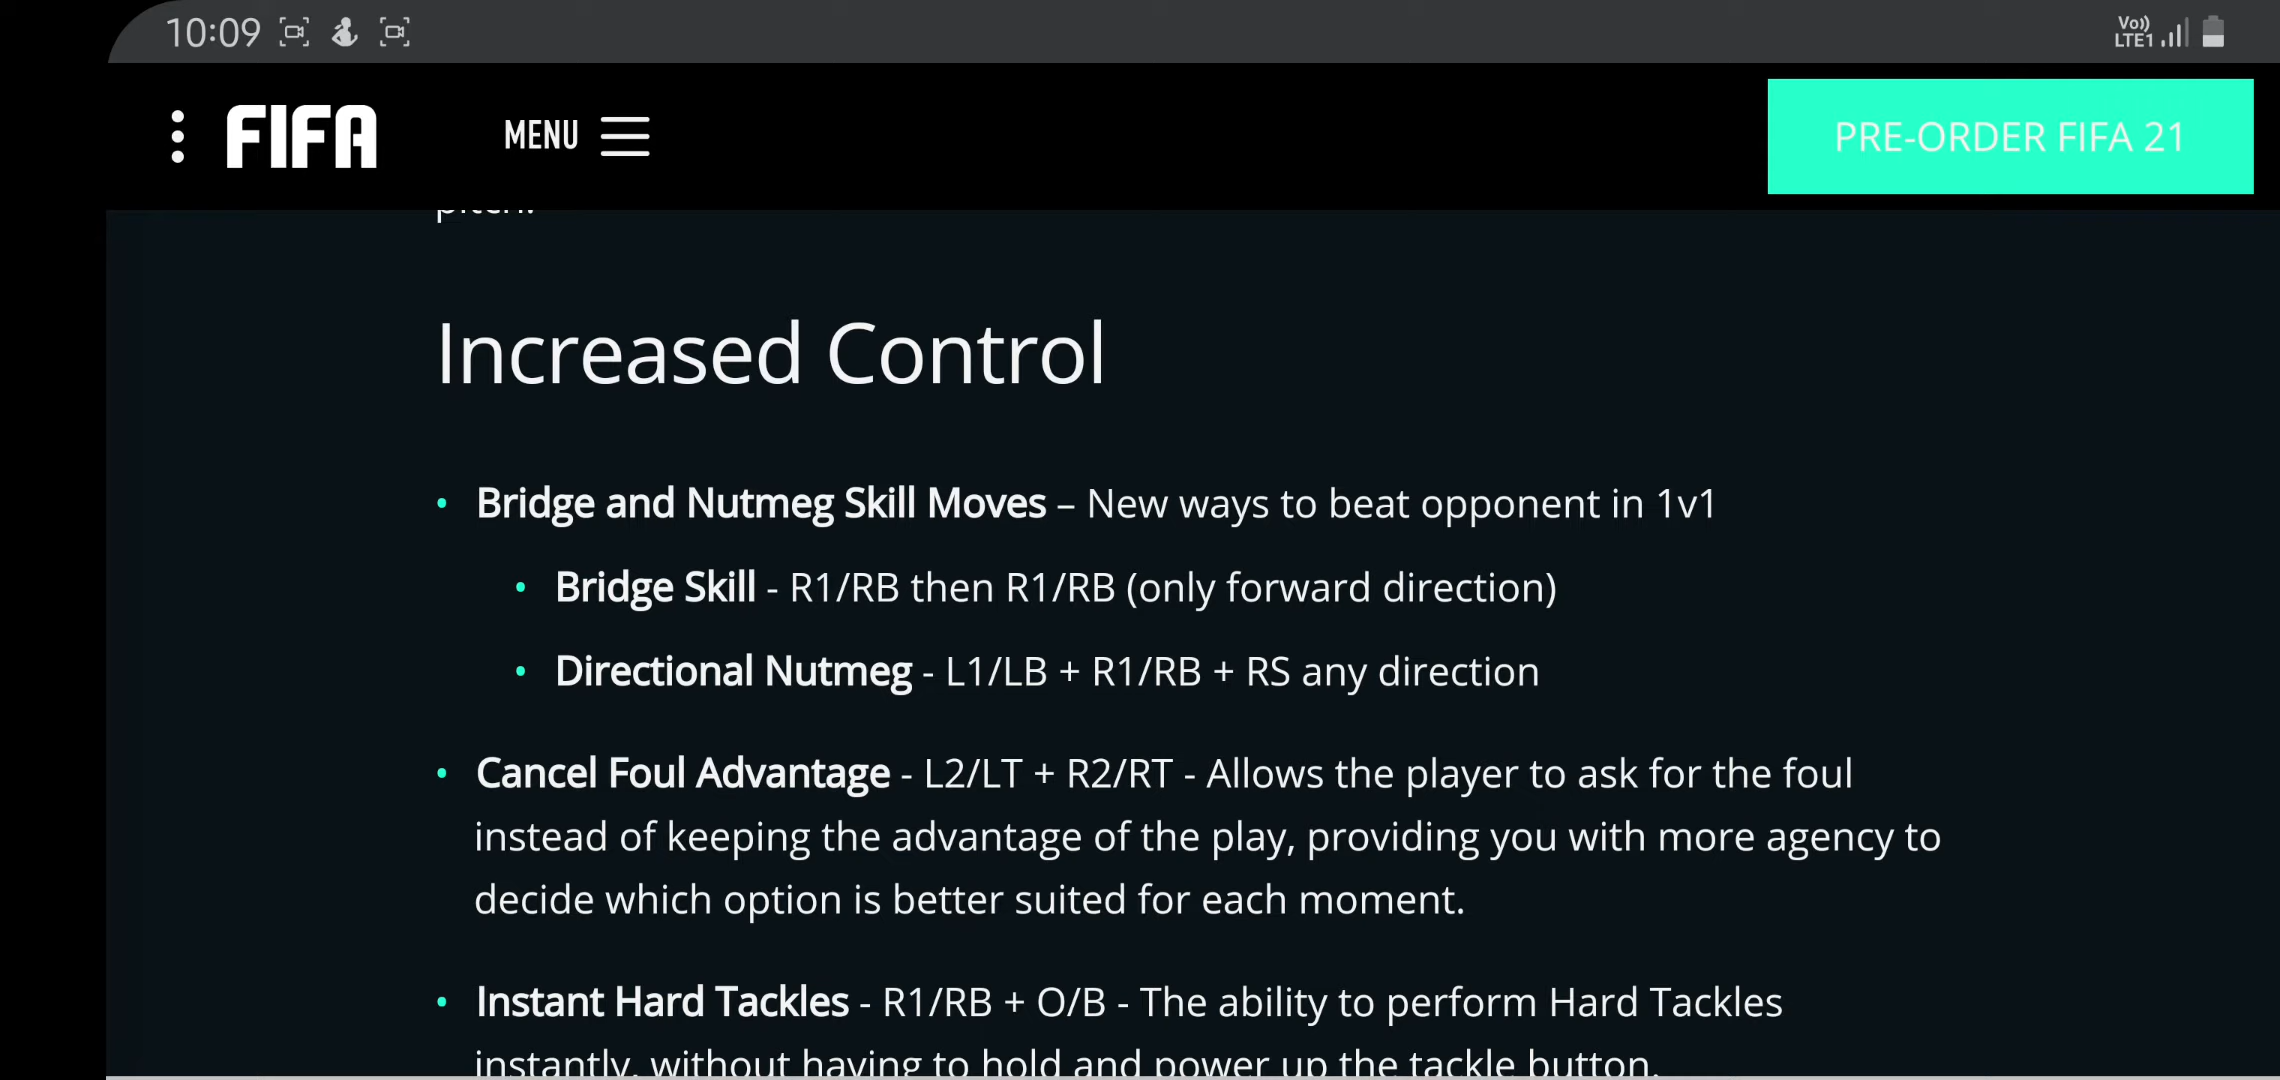 10:09
Vo)) LTE1
FIFA
MENU
PRE-ORDER FIFA 21
pitch.
Increased Control
• Bridge and Nutmeg Skill Moves – New ways to beat opponent in 1v1
• Bridge Skill - R1/RB then R1/RB (only forward direction)
• Directional Nutmeg - L1/LB + R1/RB + RS any direction
• Cancel Foul Advantage - L2/LT + R2/RT - Allows the player to ask for the foul
instead of keeping the advantage of the play, providing you with more agency to
decide which option is better suited for each moment.
• Instant Hard Tackles - R1/RB + O/B - The ability to perform Hard Tackles
instantly, without having to hold and power up the tackle button.